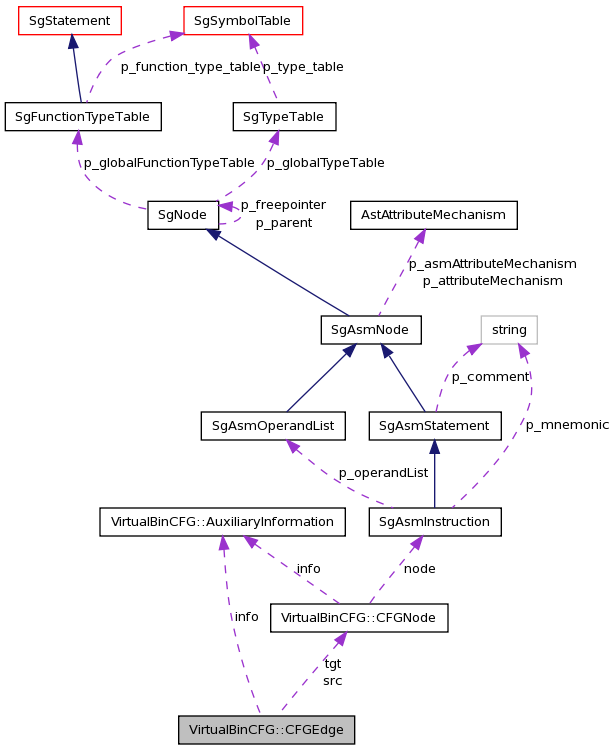 SgStatement
SgSymbolTable
p_function_type_table
p_type_table
SgFunctionTypeTable
SgTypeTable
p_globalFunctionTypeTable
p_globalTypeTable
SgNode
p_freepointer
p_parent
AstAttributeMechanism
p_asmAttributeMechanism
p_attributeMechanism
SgAsmNode
string
p_comment
SgAsmOperandList
SgAsmStatement
p_mnemonic
p_operandList
VirtualBinCFG::AuxiliaryInformation
SgAsmInstruction
info
node
VirtualBinCFG::CFGNode
info
tgt
src
VirtualBinCFG::CFGEdge